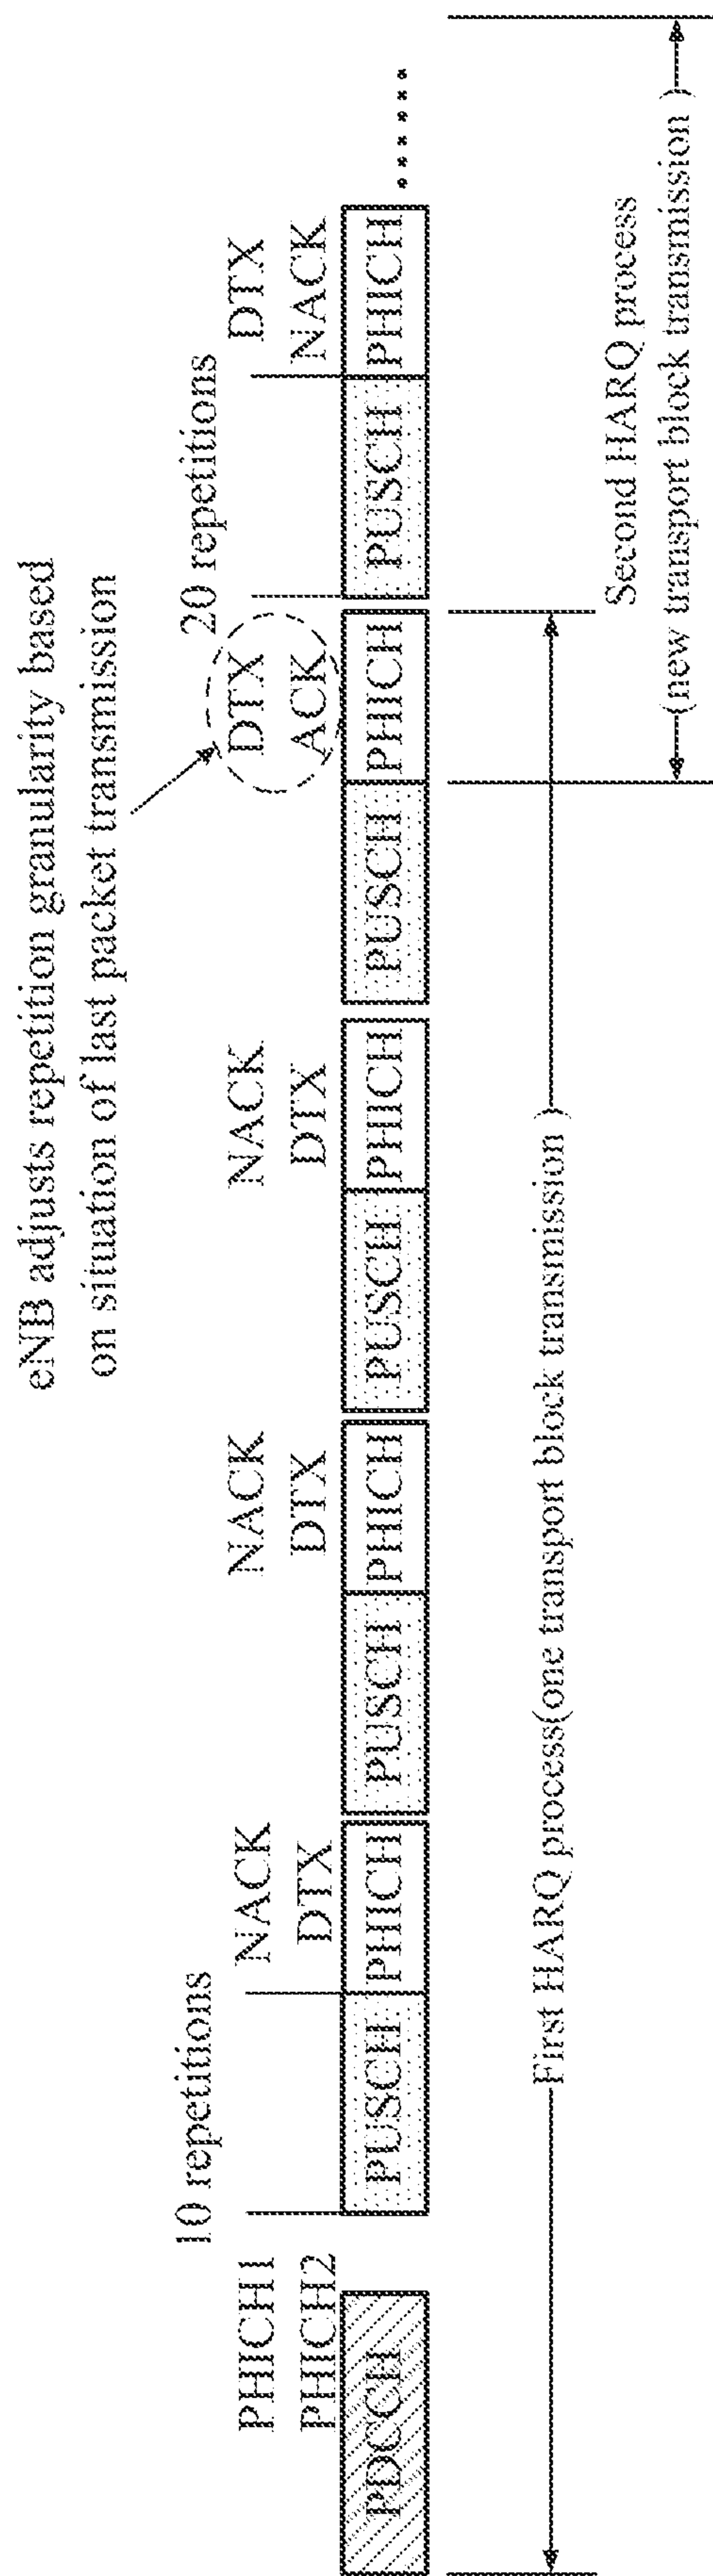 eNB adjusts repetition granularity based
on situation of last packet transmission
10 repetitions
20 repetitions
PHICH1 NACK NACK NACK DTX DTX
PHICH2 DTX DTX DTX ACK NACK
PDCCH PUSCH PHICH PUSCH PHICH PUSCH PHICH PUSCH PHICH PUSCH PHICH
First HARQ process(one transport block transmission )
Second HARQ process
(new transport block transmission )